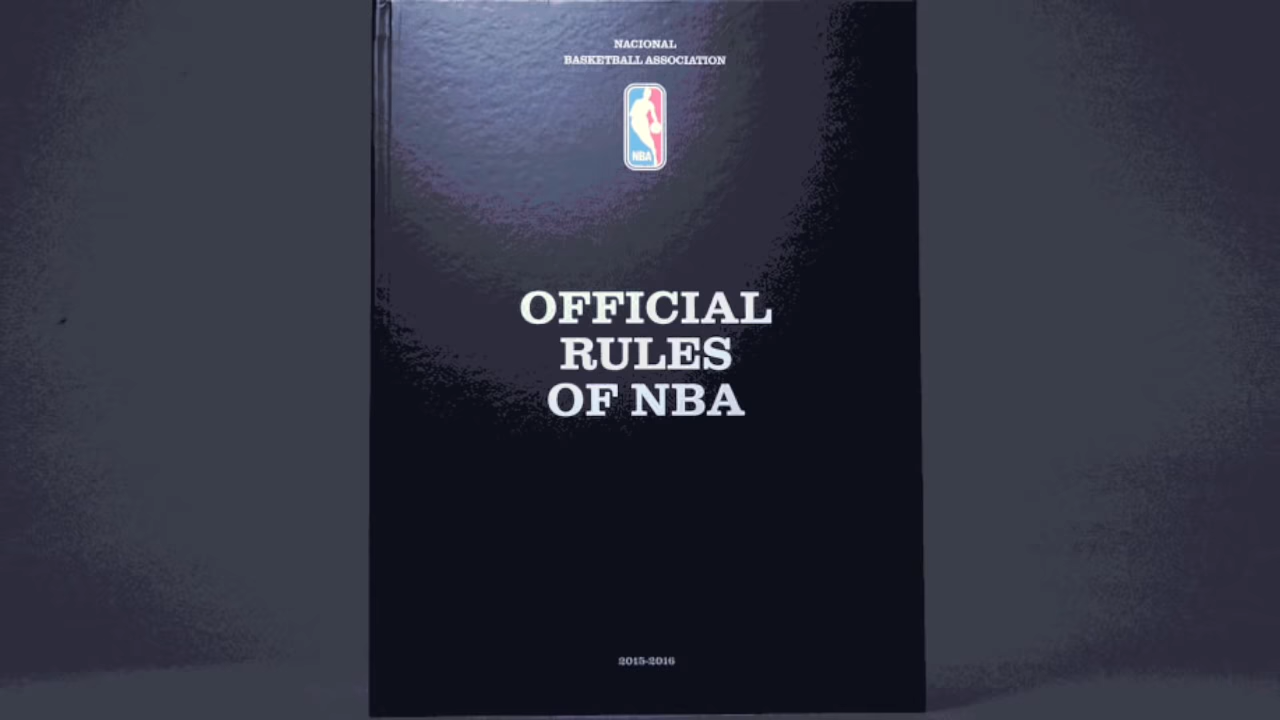 NACIONAL
BASKETBALL ASSOCIATION
NBA
OFFICIAL
RULES
OF NBA
2015-2016